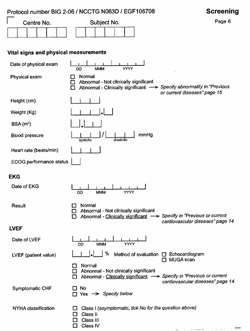 Protocol number BIG 2-06 / NCCTG N063D / EGF106708 Screening
Centre No. Subject No. Page 6
Vital signs and physical measurements
Date of physical exam
DD MMM YYYY
Physical exam Normal
Abnormal - Not clinically significant
Abnormal - Clinically significant → Specify abnormality in "Previous or current diseases" page 15
Height (cm)
Weight (Kg)
BSA (m²)
Blood pressure / mmHg
systolic diastolic
Heart rate (beats/min)
ECOG performance status
EKG
Date of EKG
DD MMM YYYY
Result Normal
Abnormal - Not clinically significant
Abnormal - Clinically significant → Specify in "Previous or current cardiovascular diseases" page 14
LVEF
Date of LVEF
DD MMM YYYY
LVEF (patient value) % Method of evaluation Echocardiogram
MUGA scan
Normal
Abnormal - Not clinically significant
Abnormal - Clinically significant → Specify in "Previous or current cardiovascular diseases" page 14
Symptomatic CHF No
Yes → Specify below
NYHA classification Class I (asymptomatic, tick No for the question above)
Class II
Class III
Class IV